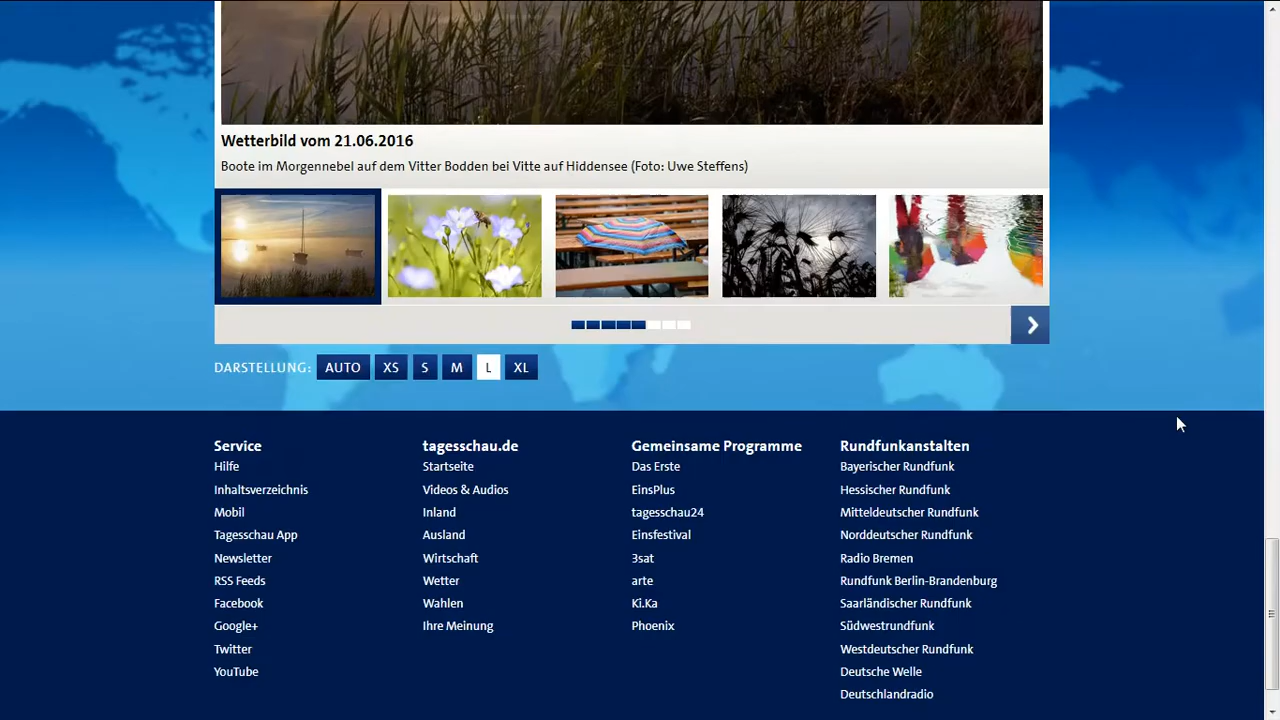 Wetterbild vom 21.06.2016
Boote im Morgennebel auf dem Vitter Bodden bei Vitte auf Hiddensee (Foto: Uwe Steffens)
DARSTELLUNG: AUTO XS S M L XL
Service
Hilfe
Inhaltsverzeichnis
Mobil
Tagesschau App
Newsletter
RSS Feeds
Facebook
Google+
Twitter
YouTube
tagesschau.de
Startseite
Videos & Audios
Inland
Ausland
Wirtschaft
Wetter
Wahlen
Ihre Meinung
Gemeinsame Programme
Das Erste
EinsPlus
tagesschau24
Einsfestival
3sat
arte
Ki.Ka
Phoenix
Rundfunkanstalten
Bayerischer Rundfunk
Hessischer Rundfunk
Mitteldeutscher Rundfunk
Norddeutscher Rundfunk
Radio Bremen
Rundfunk Berlin-Brandenburg
Saarländischer Rundfunk
Südwestrundfunk
Westdeutscher Rundfunk
Deutsche Welle
Deutschlandradio